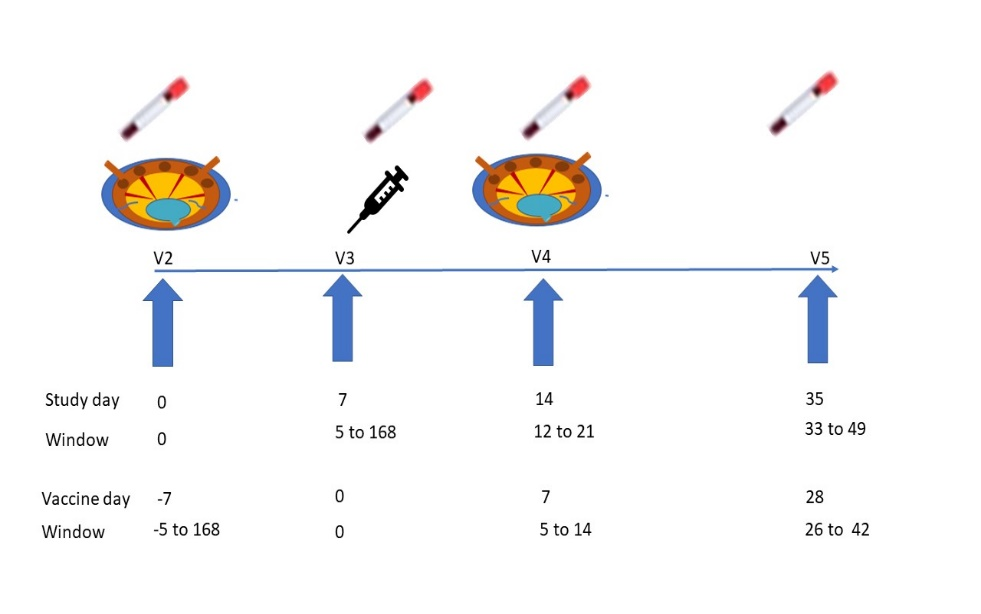 V2 V3 V4 V5
Study day 0 7 14 35
Window 0 5 to 168 12 to 21 33 to 49
Vaccine day -7 0 7 28
Window -5 to 168 0 5 to 14 26 to 42